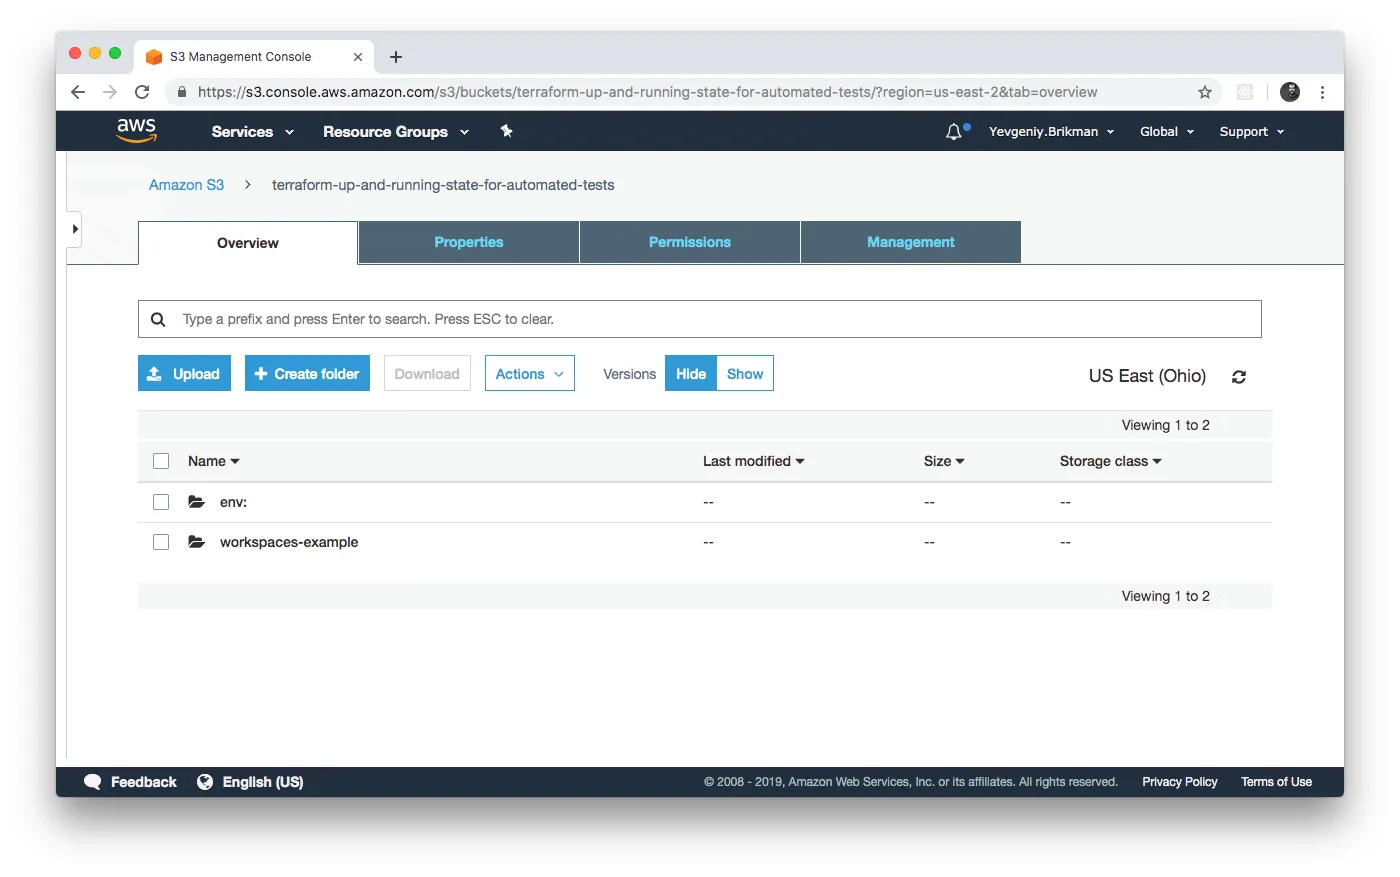 S3 Management Console
https://s3.console.aws.amazon.com/s3/buckets/terraform-up-and-running-state-for-automated-tests/?region=us-east-2&tab=overview
aws Services Resource Groups Yevgeniy.Brikman Global Support
Amazon S3 > terraform-up-and-running-state-for-automated-tests
Overview Properties Permissions Management
Type a prefix and press Enter to search. Press ESC to clear.
Upload + Create folder Download Actions Versions Hide Show US East (Ohio)
Viewing 1 to 2
Name Last modified Size Storage class
env: -- -- --
workspaces-example -- -- --
Viewing 1 to 2
Feedback English (US) © 2008 - 2019, Amazon Web Services, Inc. or its affiliates. All rights reserved. Privacy Policy Terms of Use